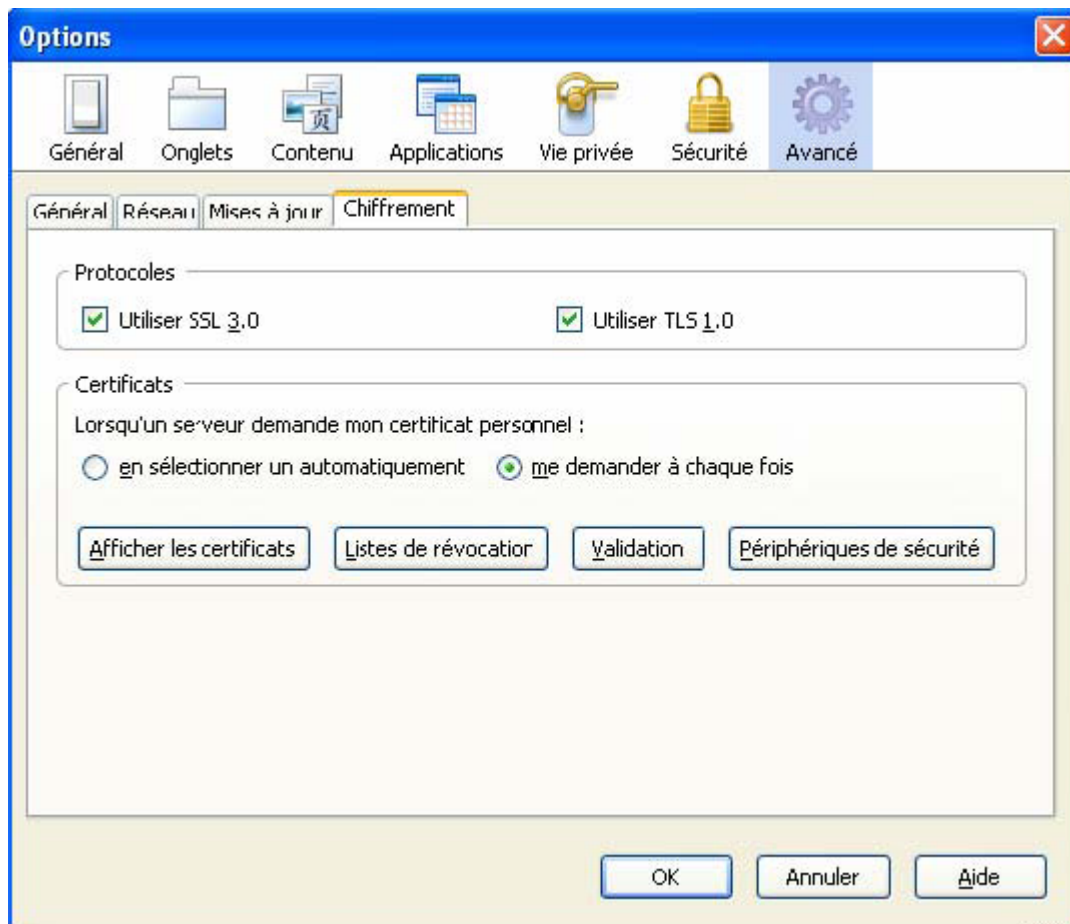 Options
Général Onglets Contenu Applications Vie privée Sécurité Avancé
Général Réseau Mises à jour Chiffrement
Protocoles
Utiliser SSL 3.0 Utiliser TLS 1.0
Certificats
Lorsqu'un serveur demande mon certificat personnel :
en sélectionner un automatiquement me demander à chaque fois
Afficher les certificats Listes de révocation Validation Périphériques de sécurité
OK Annuler Aide